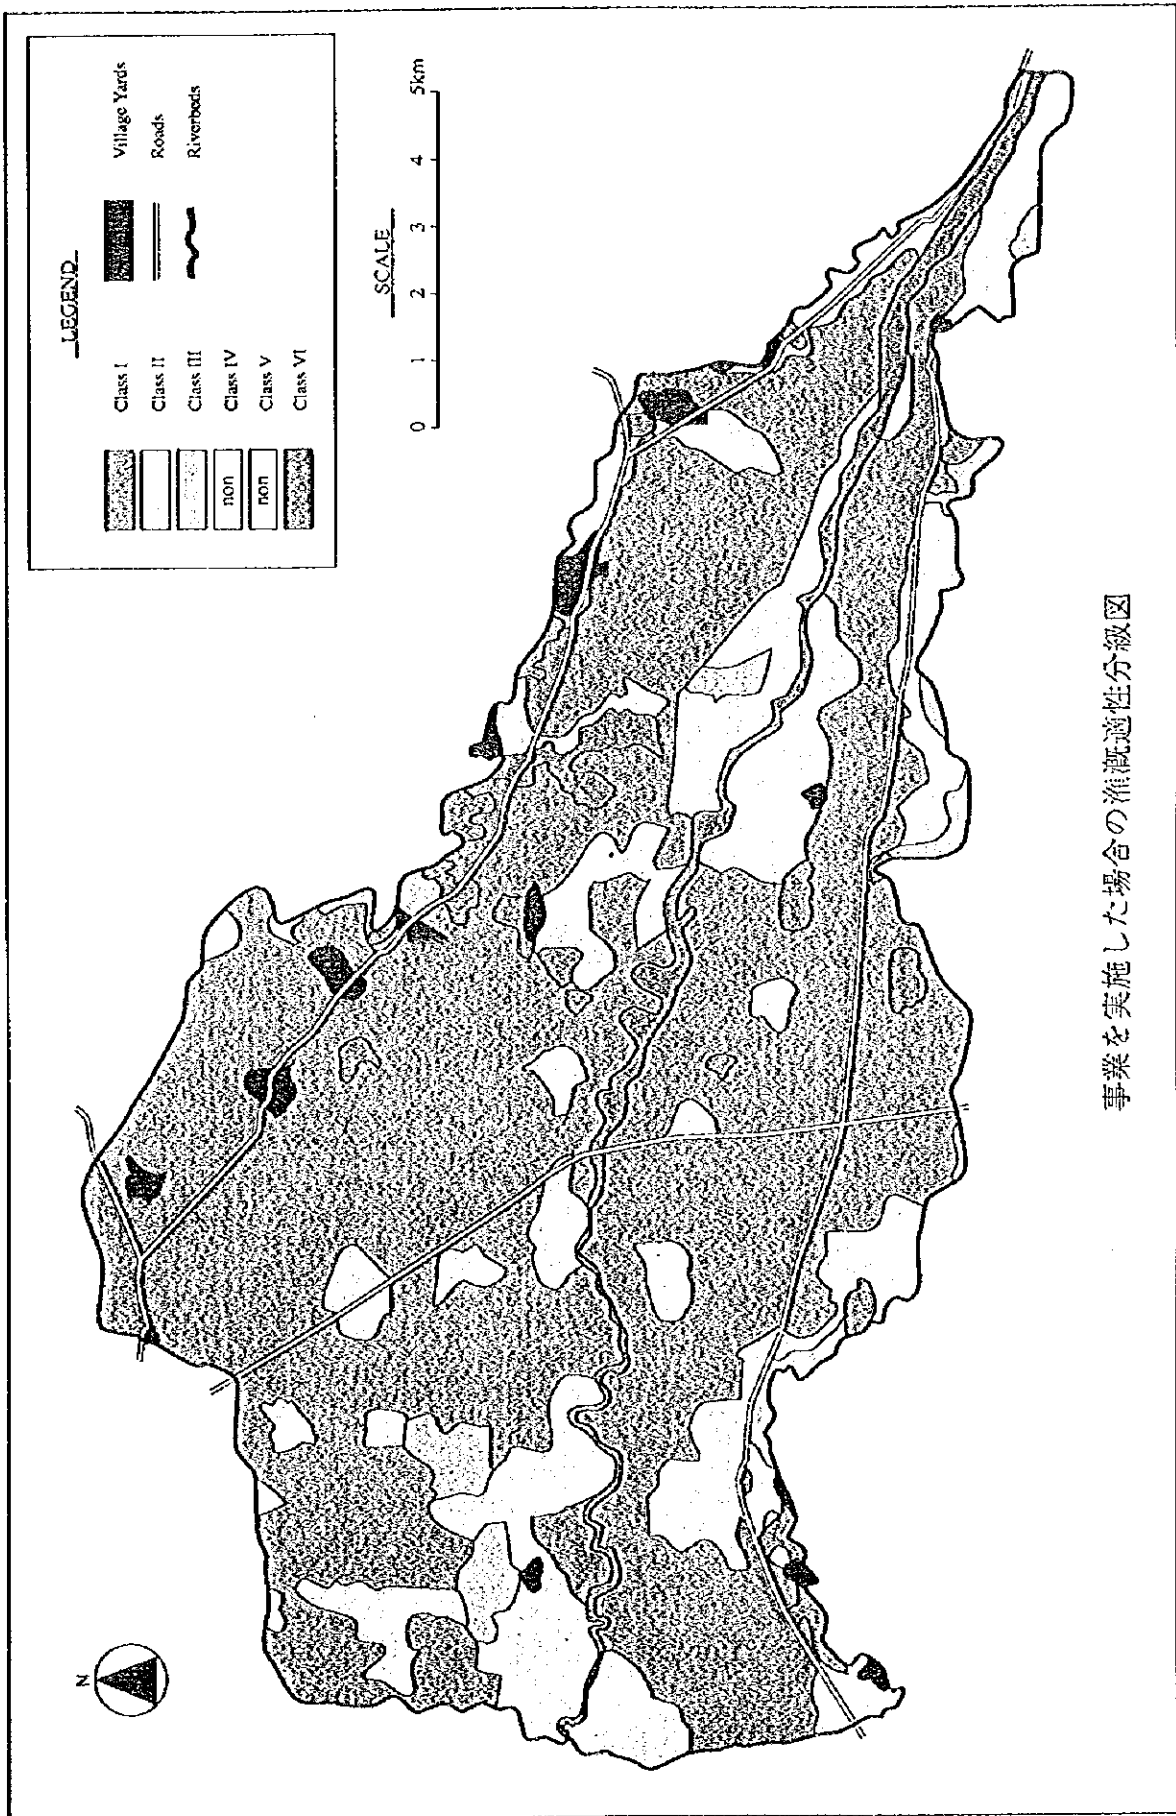 LEGEND
Class I
Class II
Class III
non Class IV
non Class V
Class VI
Village Yards
Roads
Riverbeds
SCALE
0 1 2 3 4 5km
N
事業を実施した場合の灌漑適性分級図